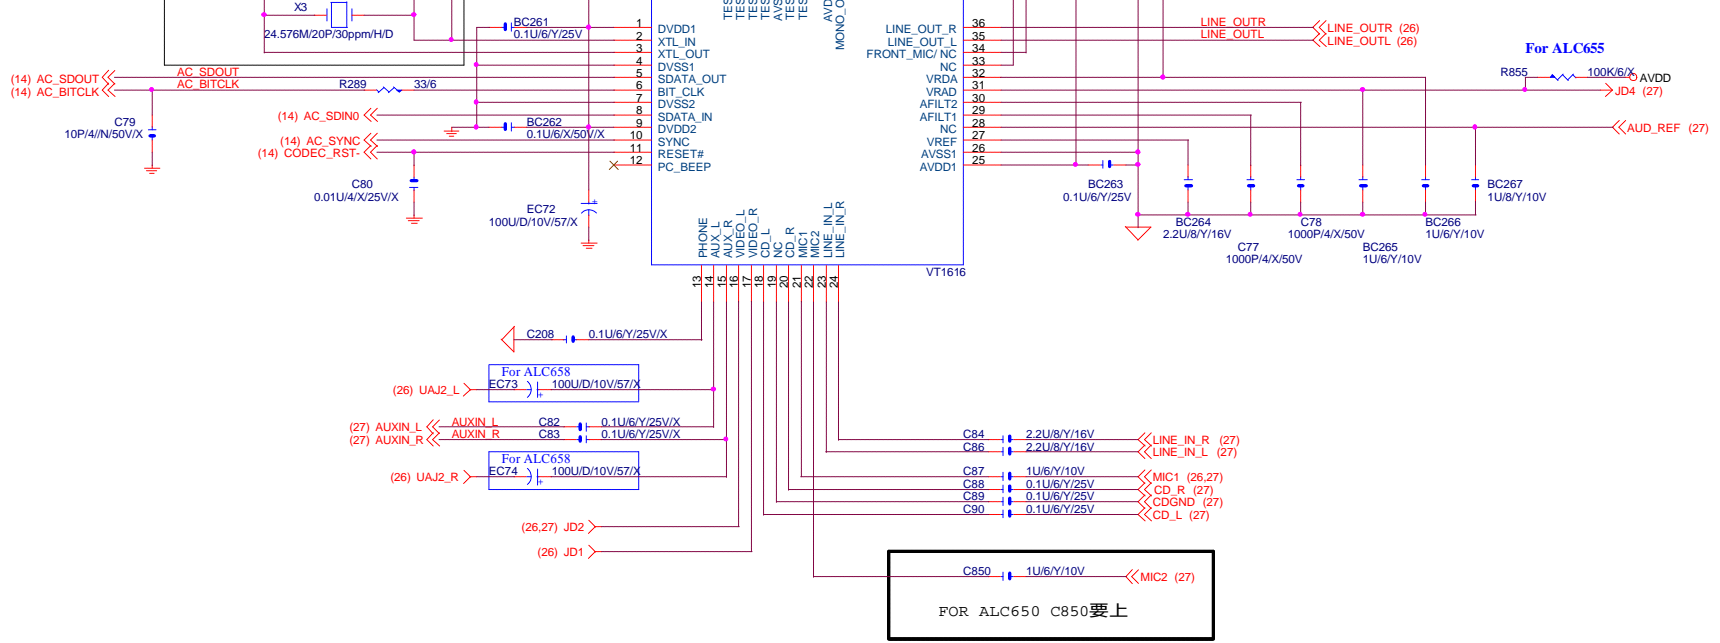 X3
24.576M/20P/30ppm/H/D
BC261
0.1U/6/Y/25V
TES
TES
TES
TES
AVS
TES
TES
AVD
MONO_O
1 DVDD1
2 XTL_IN
3 XTL_OUT
4 DVSS1
5 SDATA_OUT
6 BIT_CLK
7 DVSS2
8 SDATA_IN
9 DVDD2
10 SYNC
11 RESET#
12 PC_BEEP
LINE_OUT_R 36
LINE_OUT_L 35
FRONT_MIC/ NC 34
NC 33
VRDA 32
VRAD 31
AFILT2 30
AFILT1 29
NC 28
VREF 27
AVSS1 26
AVDD1 25
LINE_OUTR LINE_OUTR (26)
LINE_OUTL LINE_OUTL (26)
For ALC655
R855 100K/6/X AVDD
JD4 (27)
AUD_REF (27)
(14) AC_SDOUT AC_SDOUT
(14) AC_BITCLK AC_BITCLK R289 33/6
C79
10P/4//N/50V/X
(14) AC_SDIN0
BC262
0.1U/6/X/50V/X
(14) AC_SYNC
(14) CODEC_RST-
C80
0.01U/4/X/25V/X
EC72
100U/D/10V/57/X
BC263
0.1U/6/Y/25V
BC264
2.2U/8/Y/16V
C77
1000P/4/X/50V
C78
1000P/4/X/50V
BC265
1U/6/Y/10V
BC266
1U/6/Y/10V
BC267
1U/8/Y/10V
PHONE 13
AUX_L 14
AUX_R 15
VIDEO_L 16
VIDEO_R 17
CD_L 18
NC 19
CD_R 20
MIC1 21
MIC2 22
LINE_IN_L 23
LINE_IN_R 24
VT1616
C208 0.1U/6/Y/25V/X
For ALC658
(26) UAJ2_L EC73 100U/D/10V/57/X
(27) AUXIN_L AUXIN_L C82 0.1U/6/Y/25V/X
(27) AUXIN_R AUXIN_R C83 0.1U/6/Y/25V/X
For ALC658
(26) UAJ2_R EC74 100U/D/10V/57/X
(26,27) JD2
(26) JD1
C84 2.2U/8/Y/16V LINE_IN_R (27)
C86 2.2U/8/Y/16V LINE_IN_L (27)
C87 1U/6/Y/10V MIC1 (26,27)
C88 0.1U/6/Y/25V CD_R (27)
C89 0.1U/6/Y/25V CDGND (27)
C90 0.1U/6/Y/25V CD_L (27)
C850 1U/6/Y/10V MIC2 (27)
FOR ALC650 C850要上